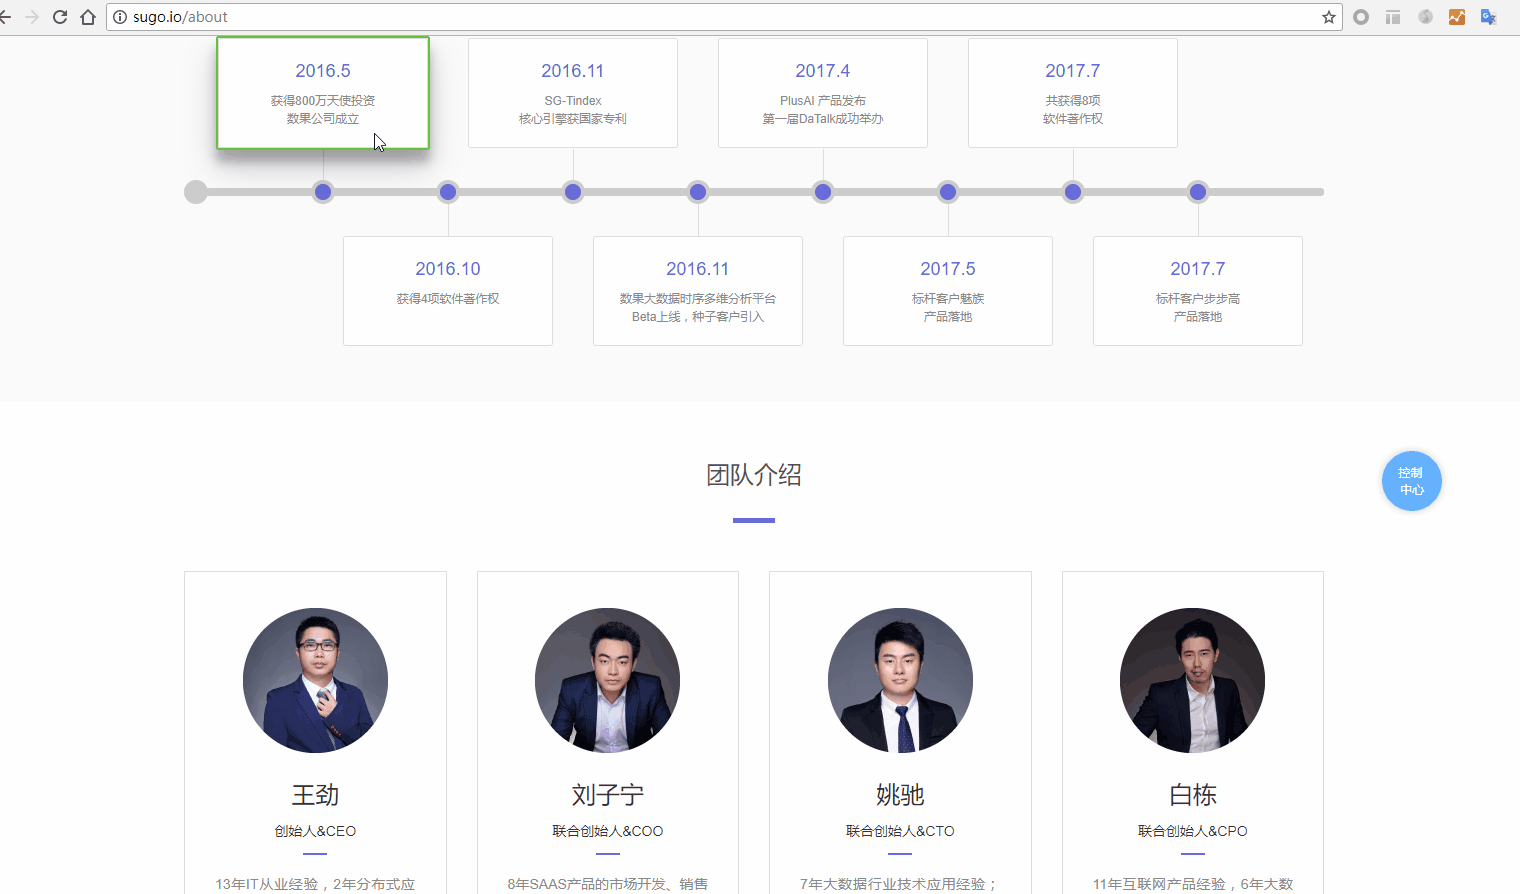 sugo.io/about
2016.5
获得800万天使投资
数果公司成立
2016.11
SG-Tindex
核心引擎获国家专利
2017.4
PlusAI 产品发布
第一届DaTalk成功举办
2017.7
共获得8项
软件著作权
2016.10
获得4项软件著作权
2016.11
数果大数据时序多维分析平台
Beta上线，种子客户引入
2017.5
标杆客户魅族
产品落地
2017.7
标杆客户步步高
产品落地
团队介绍
控制
中心
王劲
创始人&CEO
13年IT从业经验，2年分布式应
刘子宁
联合创始人&COO
8年SAAS产品的市场开发、销售
姚驰
联合创始人&CTO
7年大数据行业技术应用经验；
白栋
联合创始人&CPO
11年互联网产品经验，6年大数